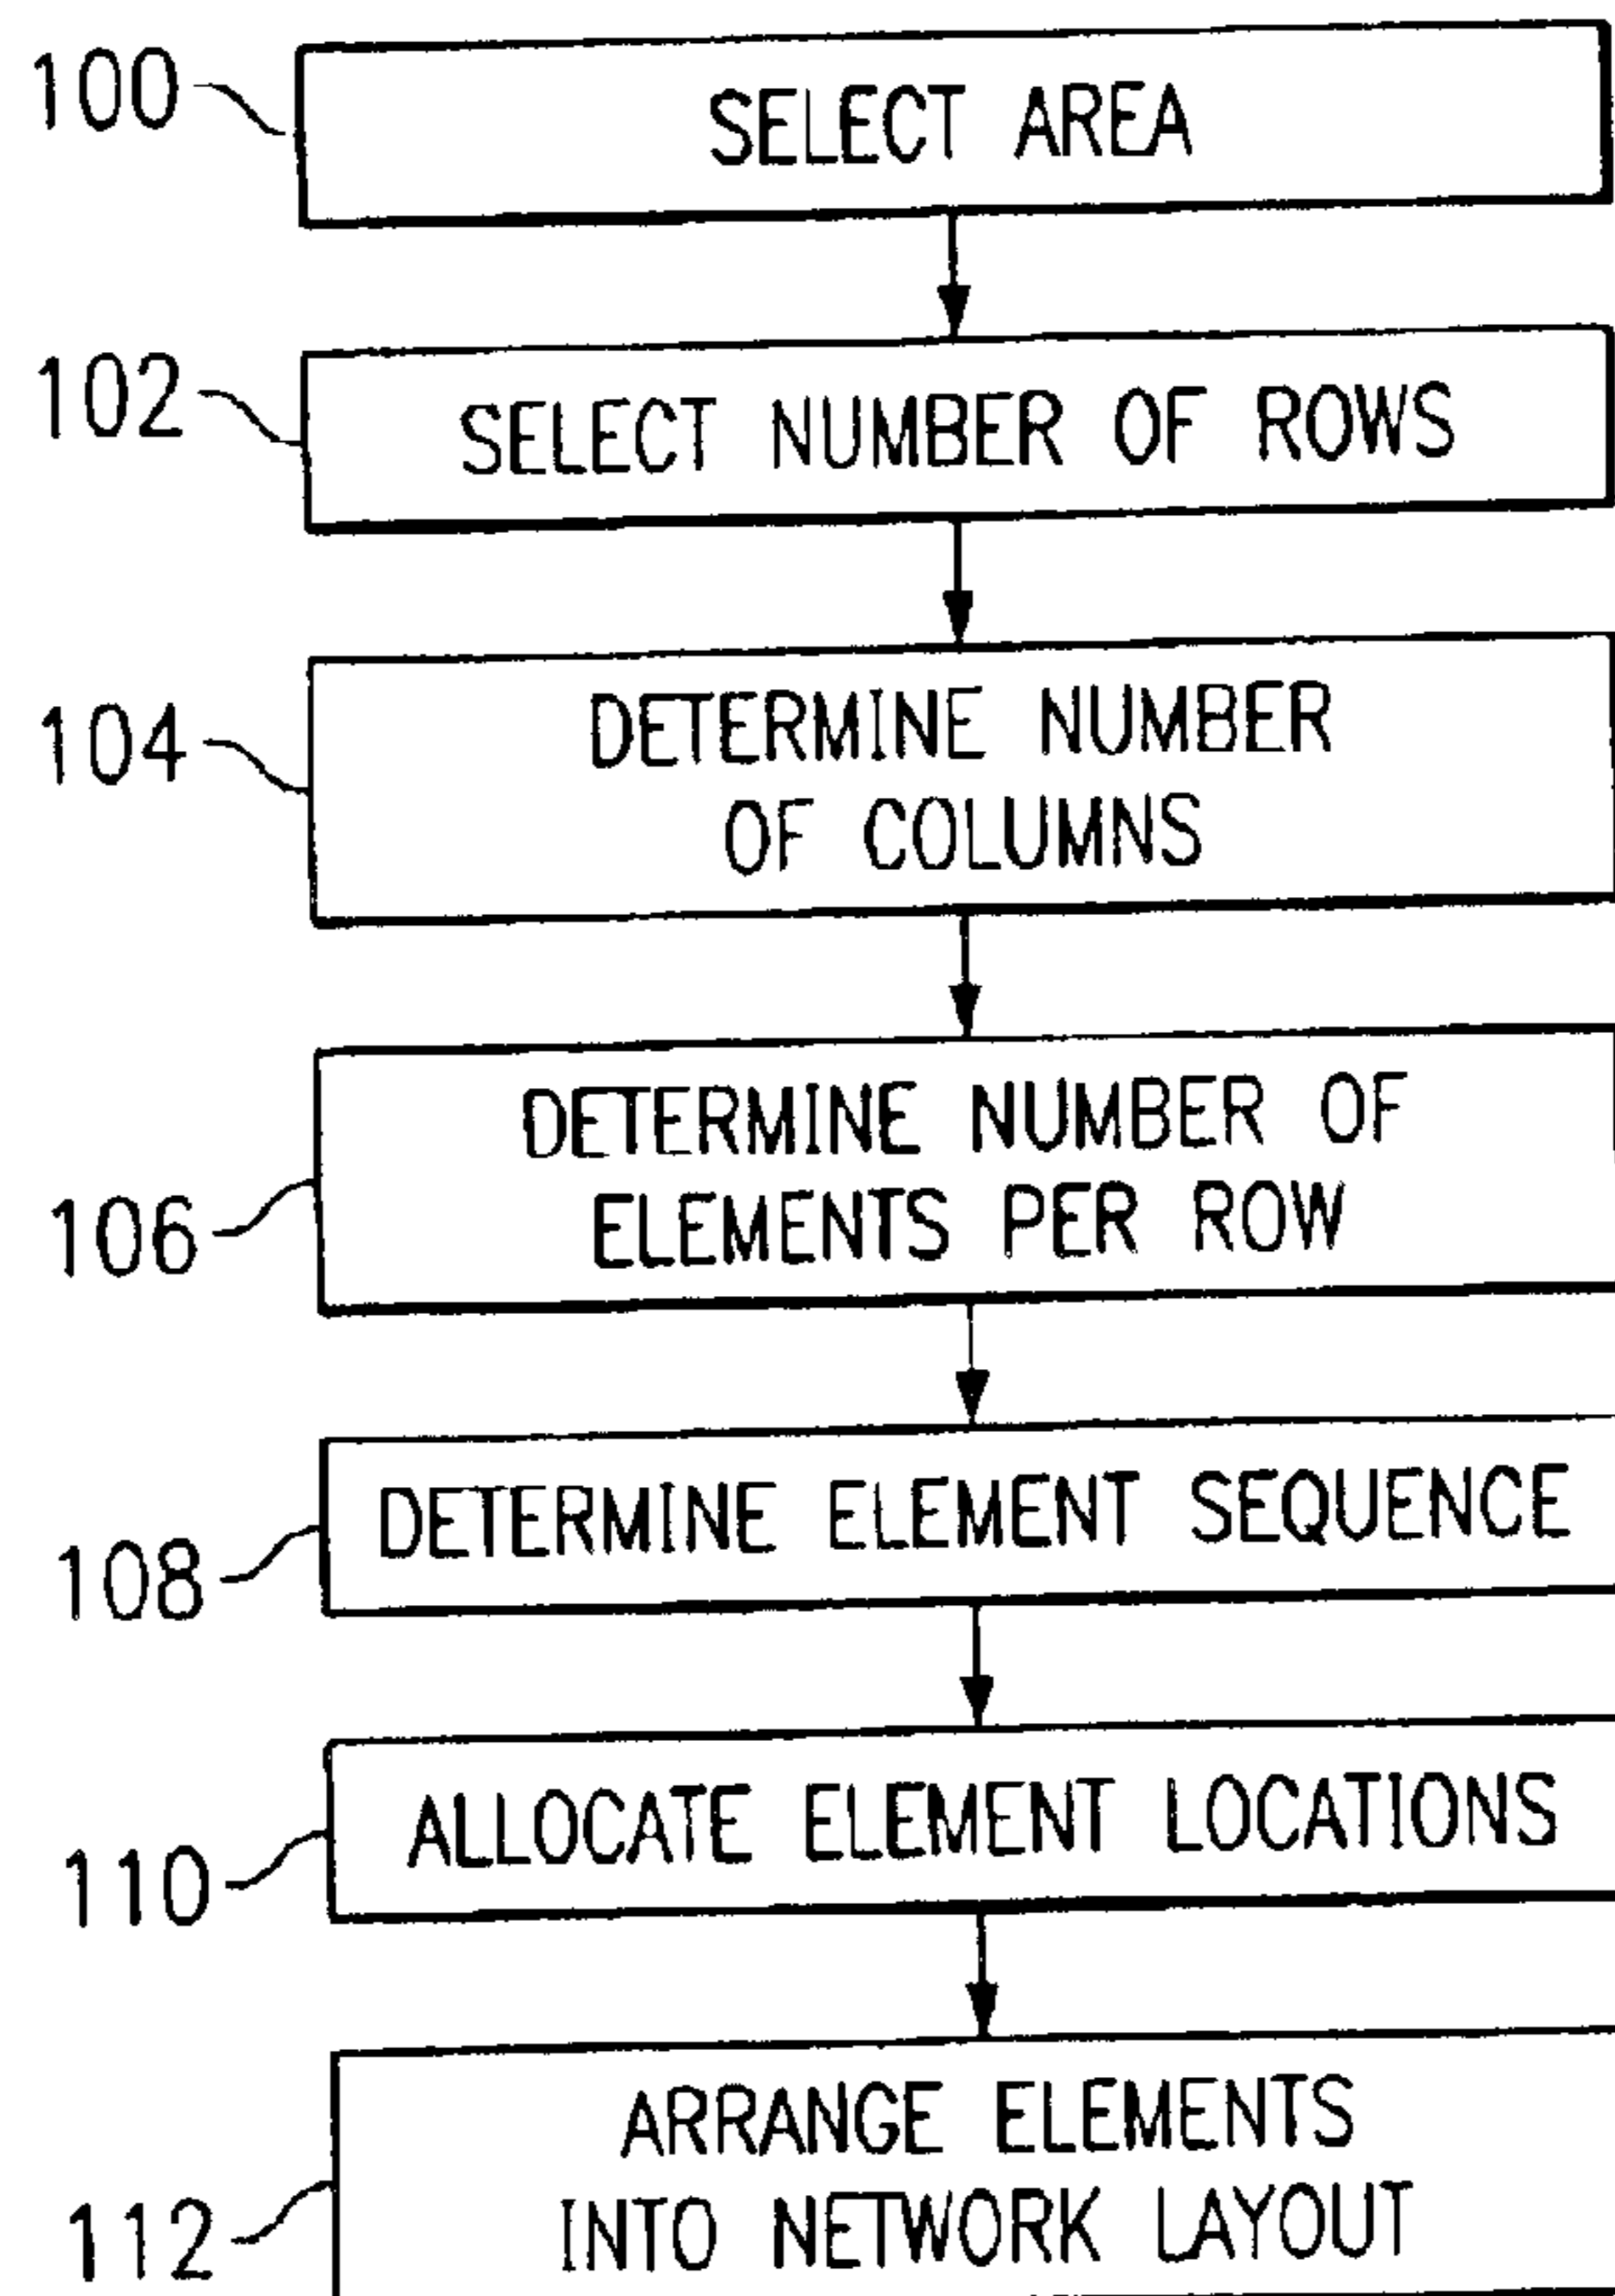 100
SELECT AREA
102
SELECT NUMBER OF ROWS
104
DETERMINE NUMBER
OF COLUMNS
106
DETERMINE NUMBER OF
ELEMENTS PER ROW
108
DETERMINE ELEMENT SEQUENCE
110
ALLOCATE ELEMENT LOCATIONS
112
ARRANGE ELEMENTS
INTO NETWORK LAYOUT